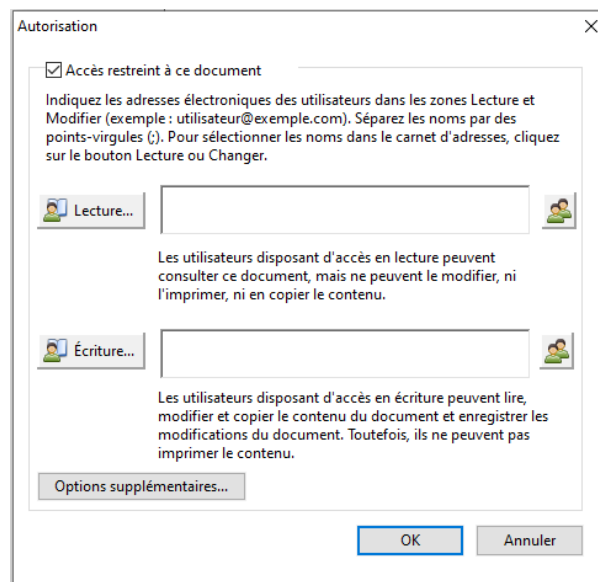 Autorisation
Accès restreint à ce document
Indiquez les adresses électroniques des utilisateurs dans les zones Lecture et
Modifier (exemple : utilisateur@exemple.com). Séparez les noms par des
points-virgules (;). Pour sélectionner les noms dans le carnet d'adresses, cliquez
sur le bouton Lecture ou Changer.
Lecture...
Les utilisateurs disposant d'accès en lecture peuvent
consulter ce document, mais ne peuvent le modifier, ni
l'imprimer, ni en copier le contenu.
Écriture...
Les utilisateurs disposant d'accès en écriture peuvent lire,
modifier et copier le contenu du document et enregistrer les
modifications du document. Toutefois, ils ne peuvent pas
imprimer le contenu.
Options supplémentaires...
OK Annuler